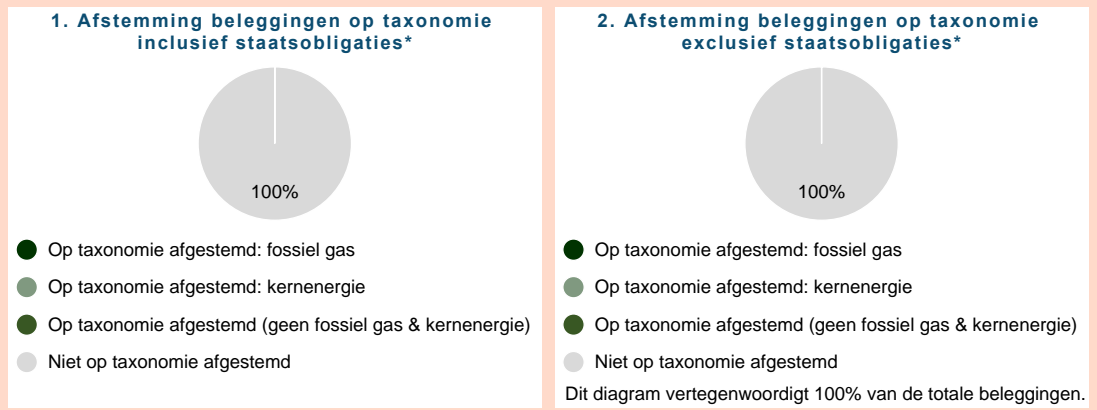 1. Afstemming beleggingen op taxonomie
inclusief staatsobligaties*
100%
Op taxonomie afgestemd: fossiel gas
Op taxonomie afgestemd: kernenergie
Op taxonomie afgestemd (geen fossiel gas & kernenergie)
Niet op taxonomie afgestemd
2. Afstemming beleggingen op taxonomie
exclusief staatsobligaties*
100%
Op taxonomie afgestemd: fossiel gas
Op taxonomie afgestemd: kernenergie
Op taxonomie afgestemd (geen fossiel gas & kernenergie)
Niet op taxonomie afgestemd
Dit diagram vertegenwoordigt 100% van de totale beleggingen.